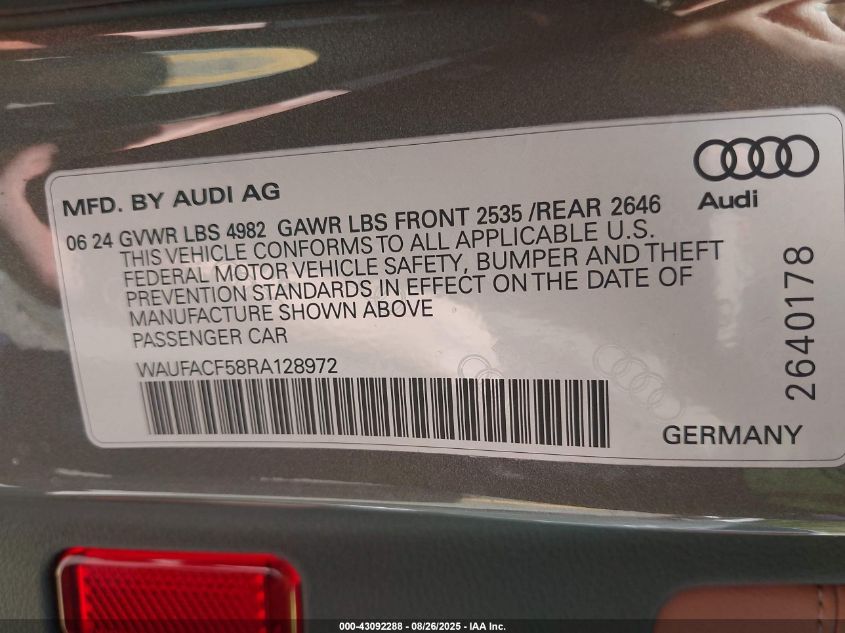 MFD. BY AUDI AG
Audi
06 24 GVWR LBS 4982 GAWR LBS FRONT 2535 /REAR 2646
THIS VEHICLE CONFORMS TO ALL APPLICABLE U.S.
FEDERAL MOTOR VEHICLE SAFETY, BUMPER AND THEFT
PREVENTION STANDARDS IN EFFECT ON THE DATE OF
MANUFACTURE SHOWN ABOVE
PASSENGER CAR
WAUFACF58RA128972
2640178
GERMANY
000-43092288 - 08/26/2025 - IAA Inc.